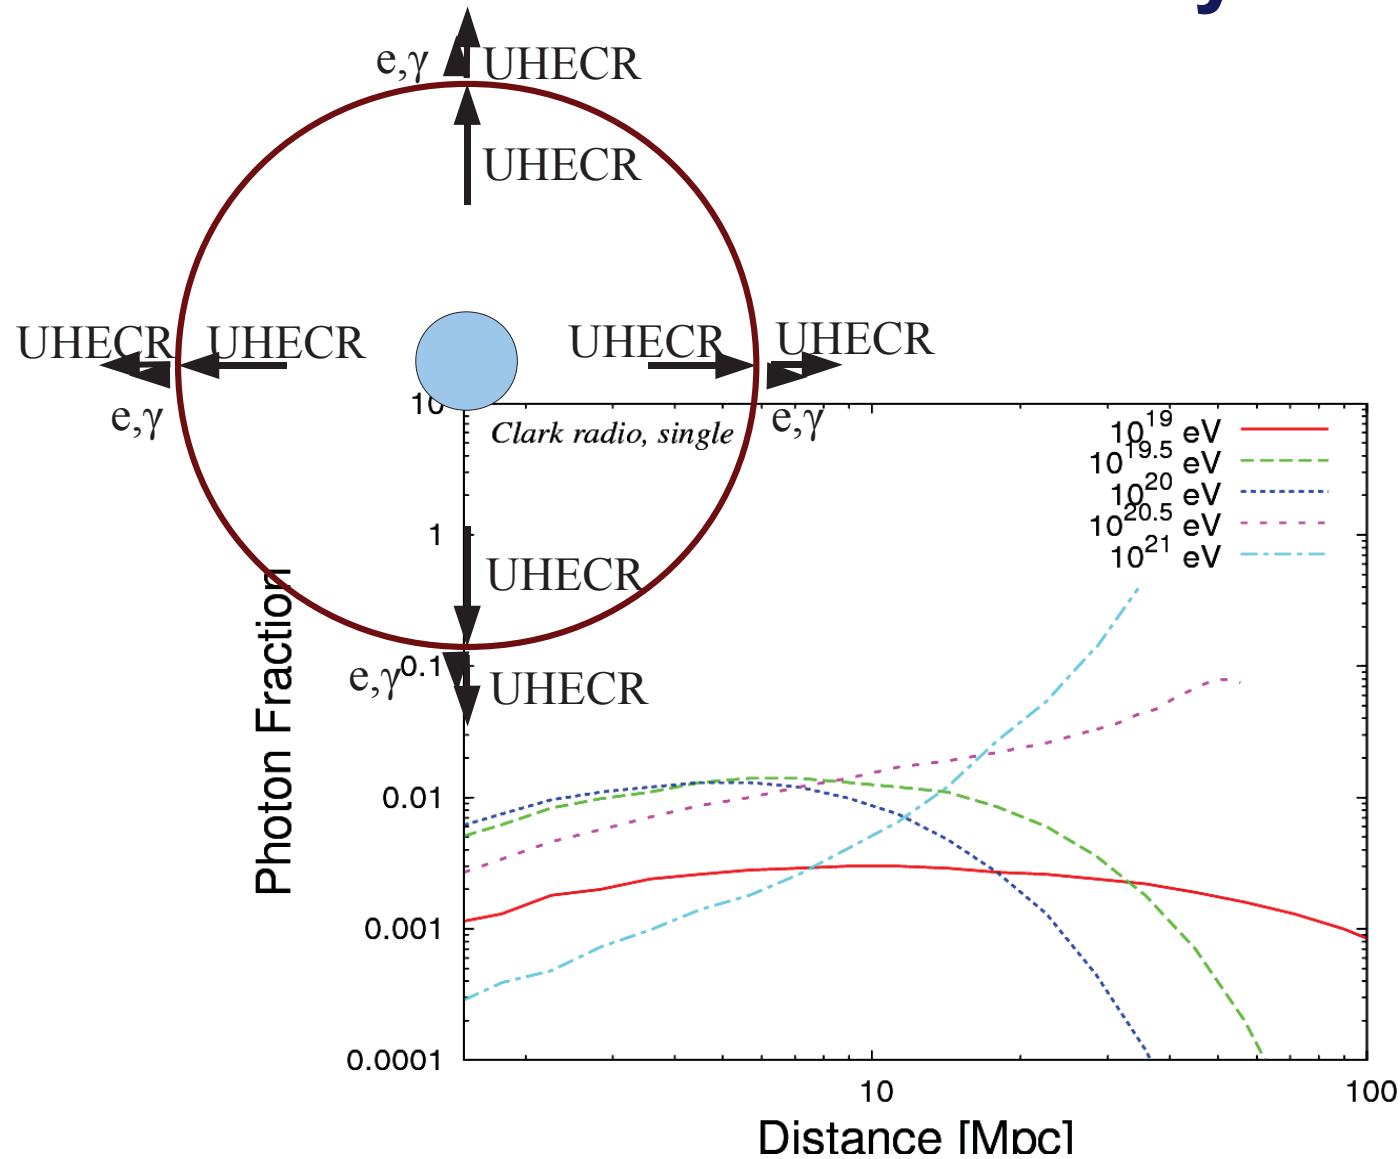 y
e,γ UHECR
UHECR
UHECR UHECR UHECR UHECR
e,γ e,γ
Clark radio, single
10^19 eV
10^19.5 eV
10^20 eV
10^20.5 eV
10^21 eV
UHECR
e,γ UHECR
Photon Fraction
10
1
0.1
0.01
0.001
0.0001
10 100
Distance [Mpc]